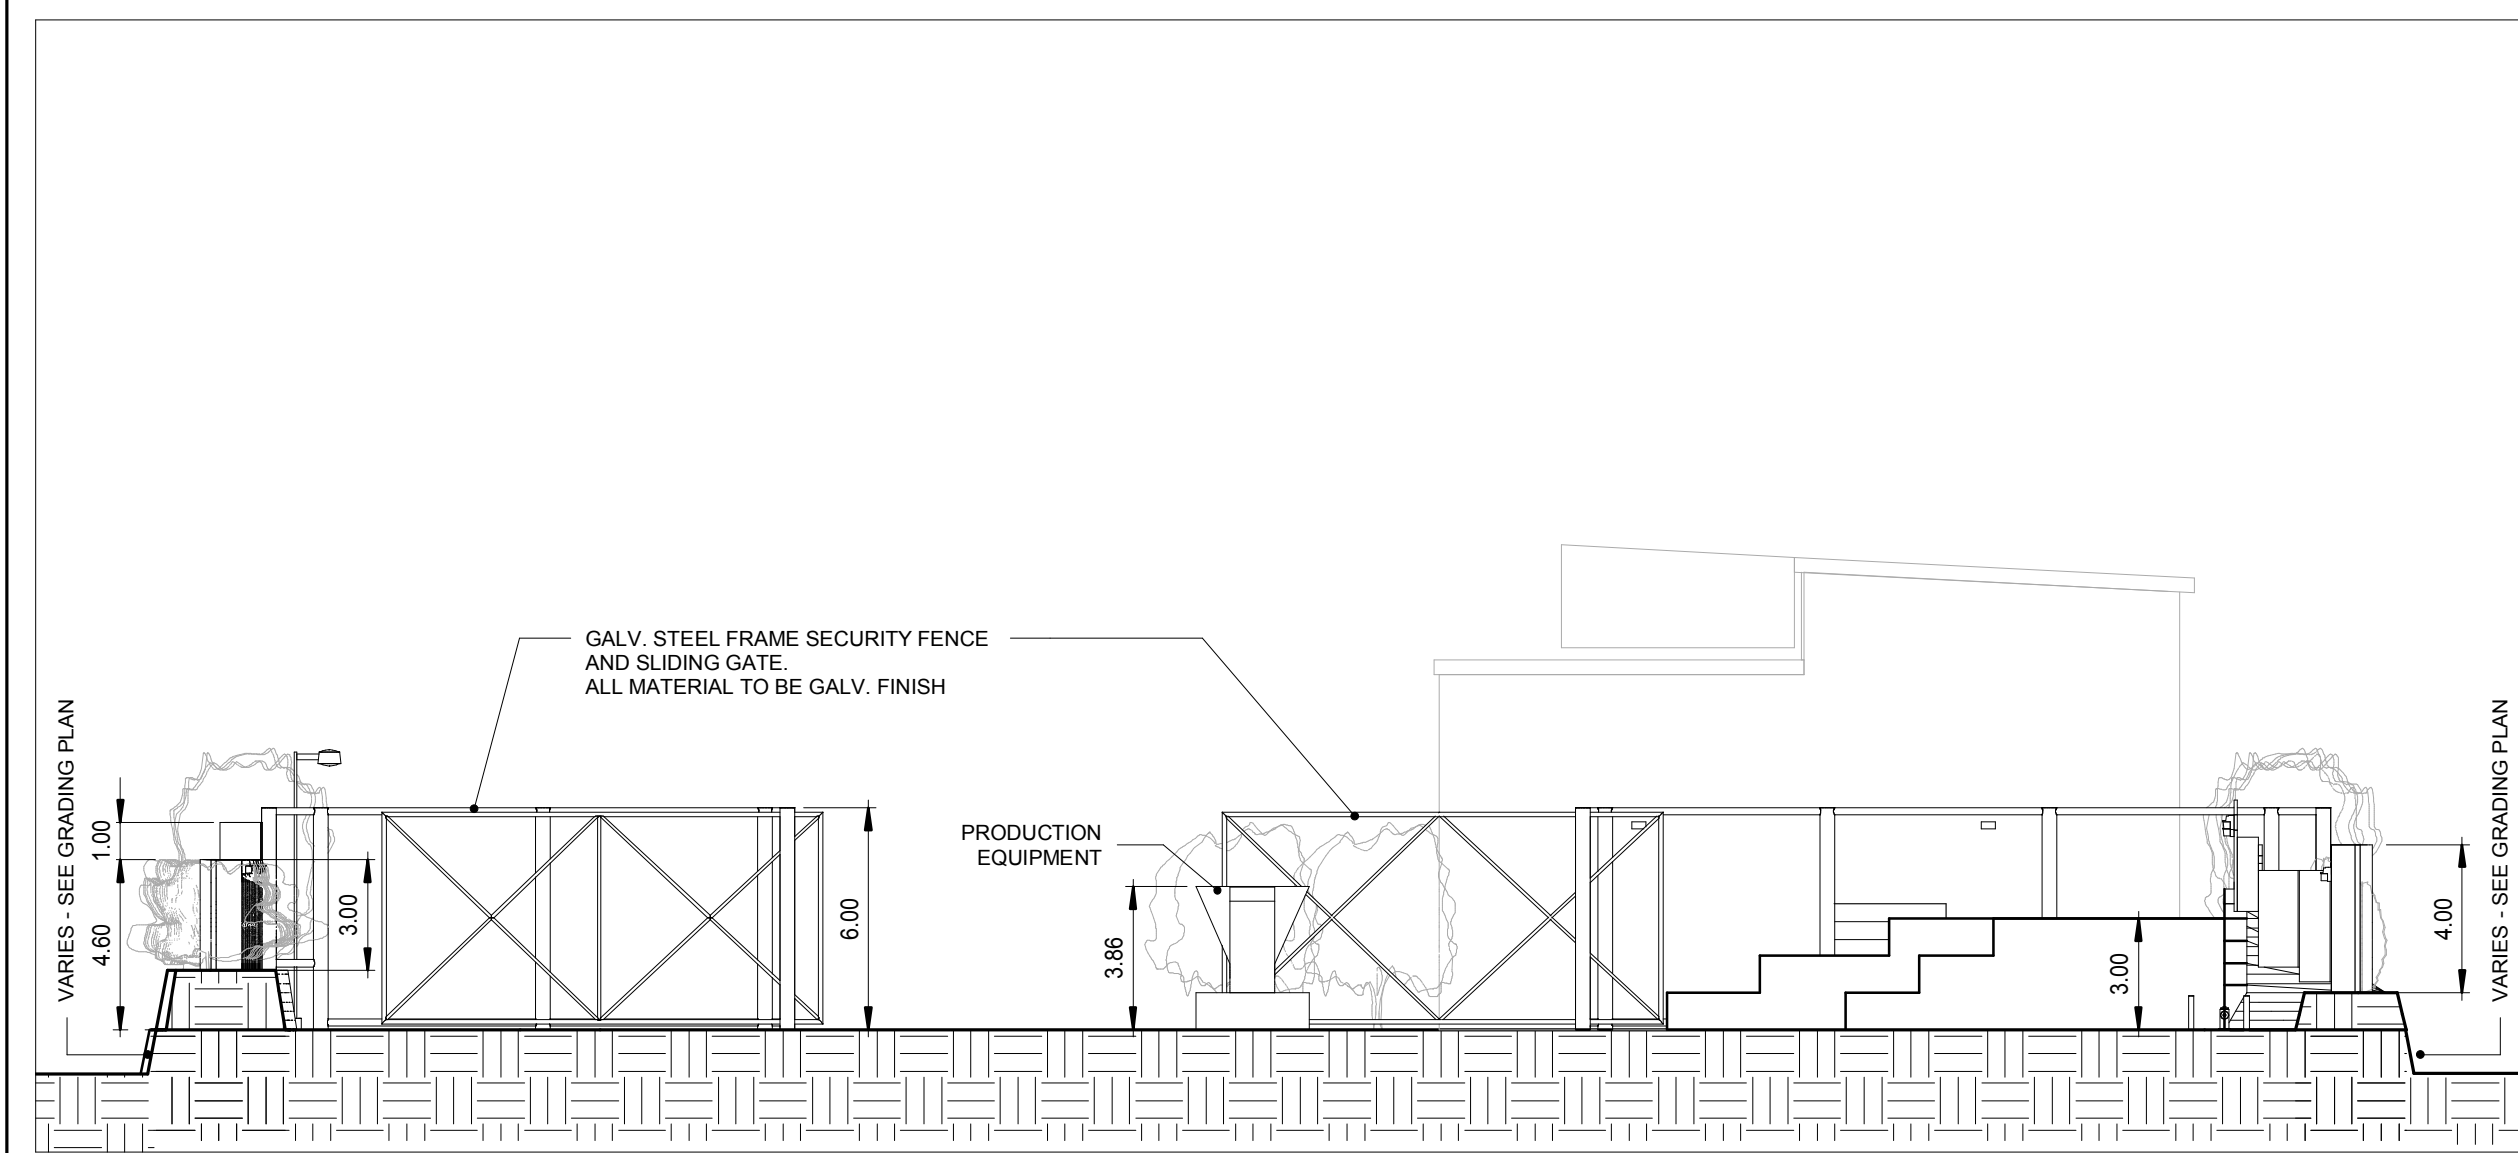 GALV. STEEL FRAME SECURITY FENCE
AND SLIDING GATE.
ALL MATERIAL TO BE GALV. FINISH
VARIES - SEE GRADING PLAN
1.00
4.60
3.00
6.00
PRODUCTION
EQUIPMENT
3.86
3.00
4.00
VARIES - SEE GRADING PLAN